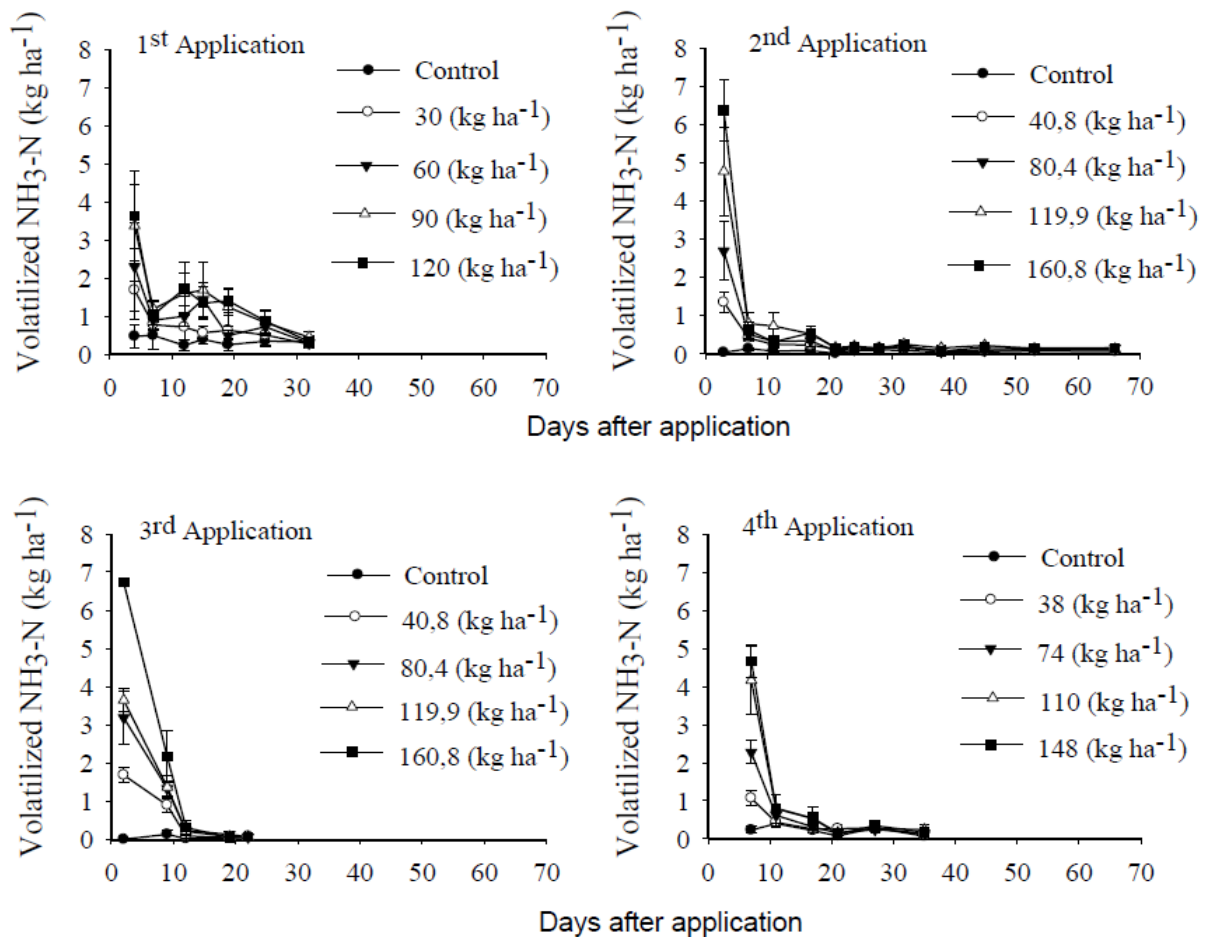 1st Application
Volatilized NH3-N (kg ha-1)
8
7
6
5
4
3
2
1
0
Control
30 (kg ha-1)
60 (kg ha-1)
90 (kg ha-1)
120 (kg ha-1)
0 10 20 30 40 50 60 70
2nd Application
Volatilized NH3-N (kg ha-1)
8
7
6
5
4
3
2
1
0
Control
40,8 (kg ha-1)
80,4 (kg ha-1)
119,9 (kg ha-1)
160,8 (kg ha-1)
0 10 20 30 40 50 60 70
Days after application
3rd Application
Volatilized NH3-N (kg ha-1)
8
7
6
5
4
3
2
1
0
Control
40,8 (kg ha-1)
80,4 (kg ha-1)
119,9 (kg ha-1)
160,8 (kg ha-1)
0 10 20 30 40 50 60 70
4th Application
Volatilized NH3-N (kg ha-1)
8
7
6
5
4
3
2
1
0
Control
38 (kg ha-1)
74 (kg ha-1)
110 (kg ha-1)
148 (kg ha-1)
0 10 20 30 40 50 60 70
Days after application